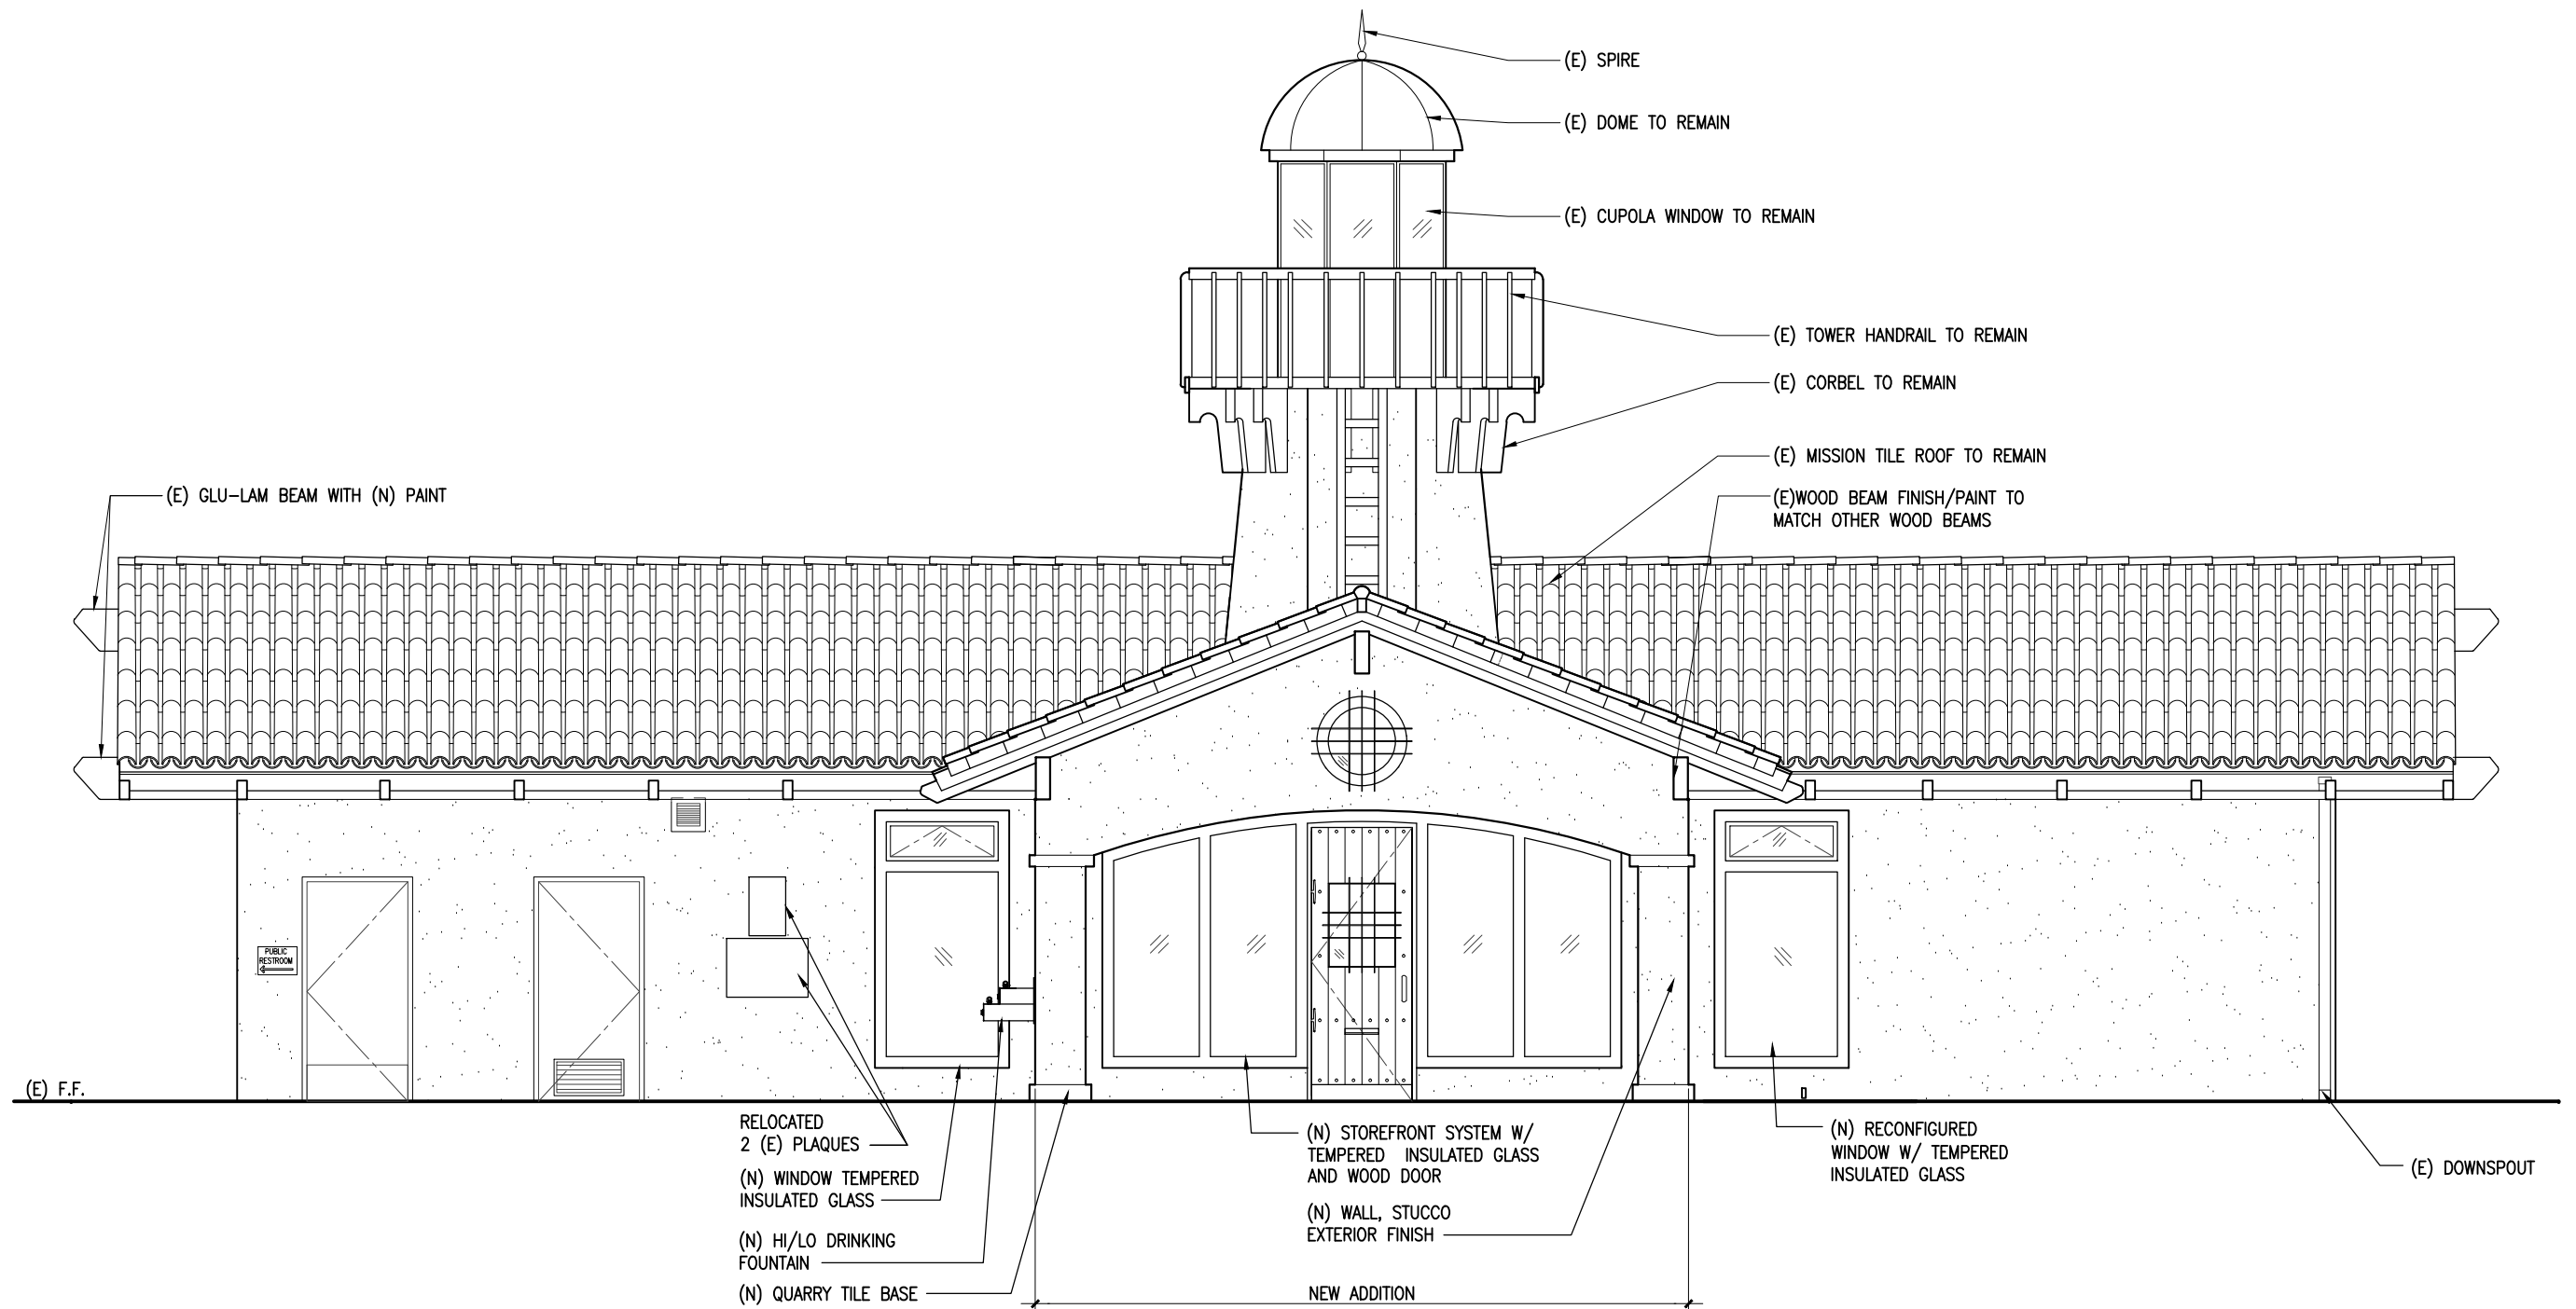 (E) SPIRE
(E) DOME TO REMAIN
(E) CUPOLA WINDOW TO REMAIN
(E) TOWER HANDRAIL TO REMAIN
(E) CORBEL TO REMAIN
(E) MISSION TILE ROOF TO REMAIN
(E)WOOD BEAM FINISH/PAINT TO
MATCH OTHER WOOD BEAMS
(E) GLU-LAM BEAM WITH (N) PAINT
PUBLIC
RESTROOM
(E) F.F.
RELOCATED
2 (E) PLAQUES
(N) WINDOW TEMPERED
INSULATED GLASS
(N) HI/LO DRINKING
FOUNTAIN
(N) QUARRY TILE BASE
(N) STOREFRONT SYSTEM W/
TEMPERED INSULATED GLASS
AND WOOD DOOR
(N) WALL, STUCCO
EXTERIOR FINISH
NEW ADDITION
(N) RECONFIGURED
WINDOW W/ TEMPERED
INSULATED GLASS
(E) DOWNSPOUT